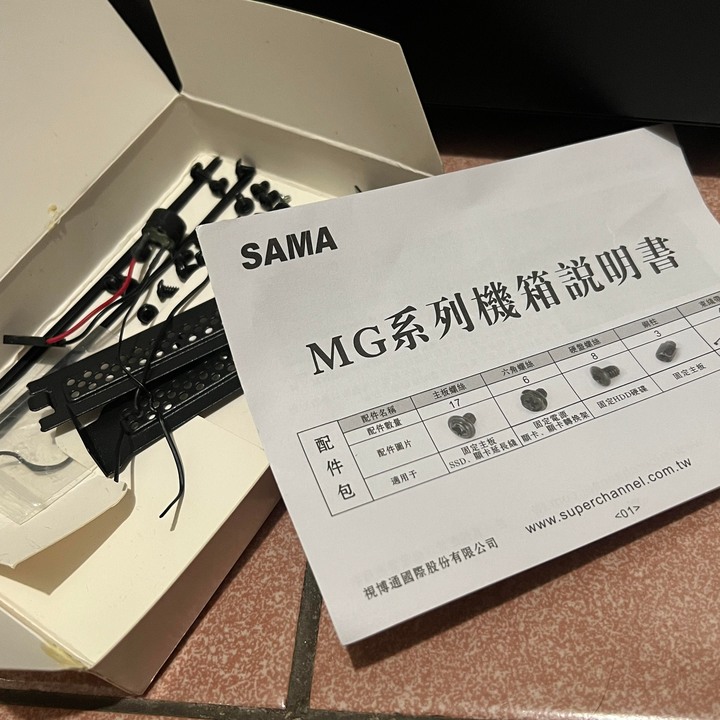 SAMA
MG系列機箱說明書
配件包
配件名稱 主板螺絲 六角螺絲 硬盤螺絲 銅柱
配件數量 17 6 8 3
配件圖片
適用于 固定主板 SSD、顯卡延長綫 固定電源 顯卡、顯卡轉換架 固定HDD硬碟 固定主板
視博通國際股份有限公司
www.superchannel.com.tw
<01>